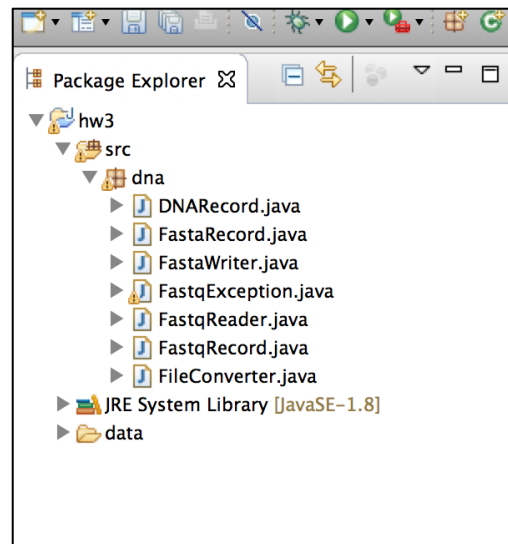 Package Explorer
hw3
src
dna
DNARecord.java
FastaRecord.java
FastaWriter.java
FastqException.java
FastqReader.java
FastqRecord.java
FileConverter.java
JRE System Library [JavaSE-1.8]
data